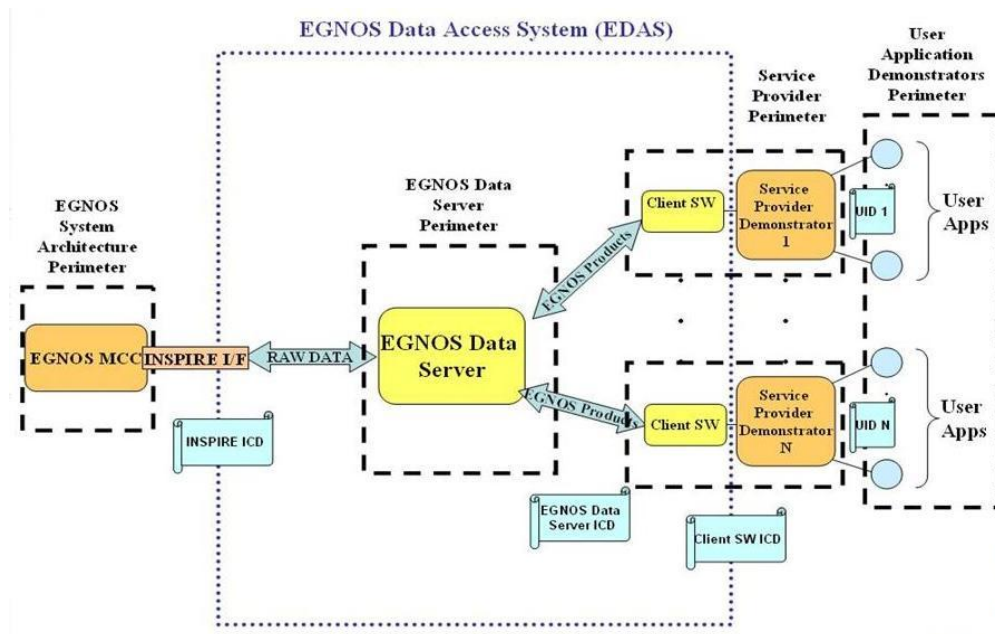 EGNOS Data Access System (EDAS)
User
Application
Demonstrators
Perimeter
Service
Provider
Perimeter
EGNOS Data
Server
Perimeter
EGNOS
System
Architecture
Perimeter
Client SW
Service
Provider
Demonstrator
1
UID 1
User
Apps
EGNOS Products
EGNOS MCC
INSPIRE I/F
RAW DATA
EGNOS Data
Server
EGNOS Products
Client SW
Service
Provider
Demonstrator
N
UID N
User
Apps
INSPIRE ICD
EGNOS Data
Server ICD
Client SW ICD